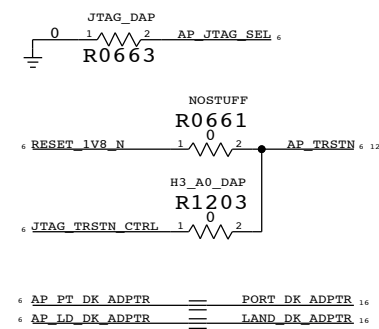 JTAG_DAP
0 1 2 AP_JTAG_SEL 6
R0663
NOSTUFF
R0661
0
6 RESET_1V8_N 1 2 AP_TRSTN 6 12
H3_A0_DAP
R1203
0
6 JTAG_TRSTN_CTRL 1 2
6 AP_PT_DK_ADPTR PORT_DK_ADPTR 16
6 AP_LD_DK_ADPTR LAND_DK_ADPTR 16